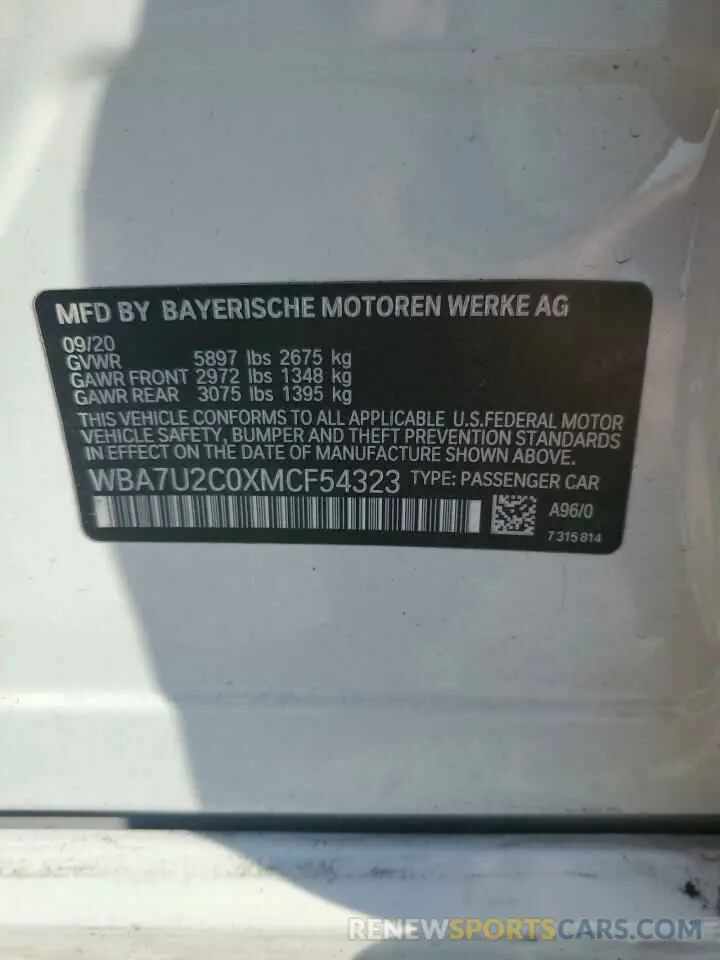 MFD BY BAYERISCHE MOTOREN WERKE AG
09/20
GVWR 5897 lbs 2675 kg
GAWR FRONT 2972 lbs 1348 kg
GAWR REAR 3075 lbs 1395 kg
THIS VEHICLE CONFORMS TO ALL APPLICABLE U.S.FEDERAL MOTOR
VEHICLE SAFETY, BUMPER AND THEFT PREVENTION STANDARDS
IN EFFECT ON THE DATE OF MANUFACTURE SHOWN ABOVE.
WBA7U2C0XMCF54323 TYPE: PASSENGER CAR
A96/0
7 315 814
RENEWSPORTSCARS.COM